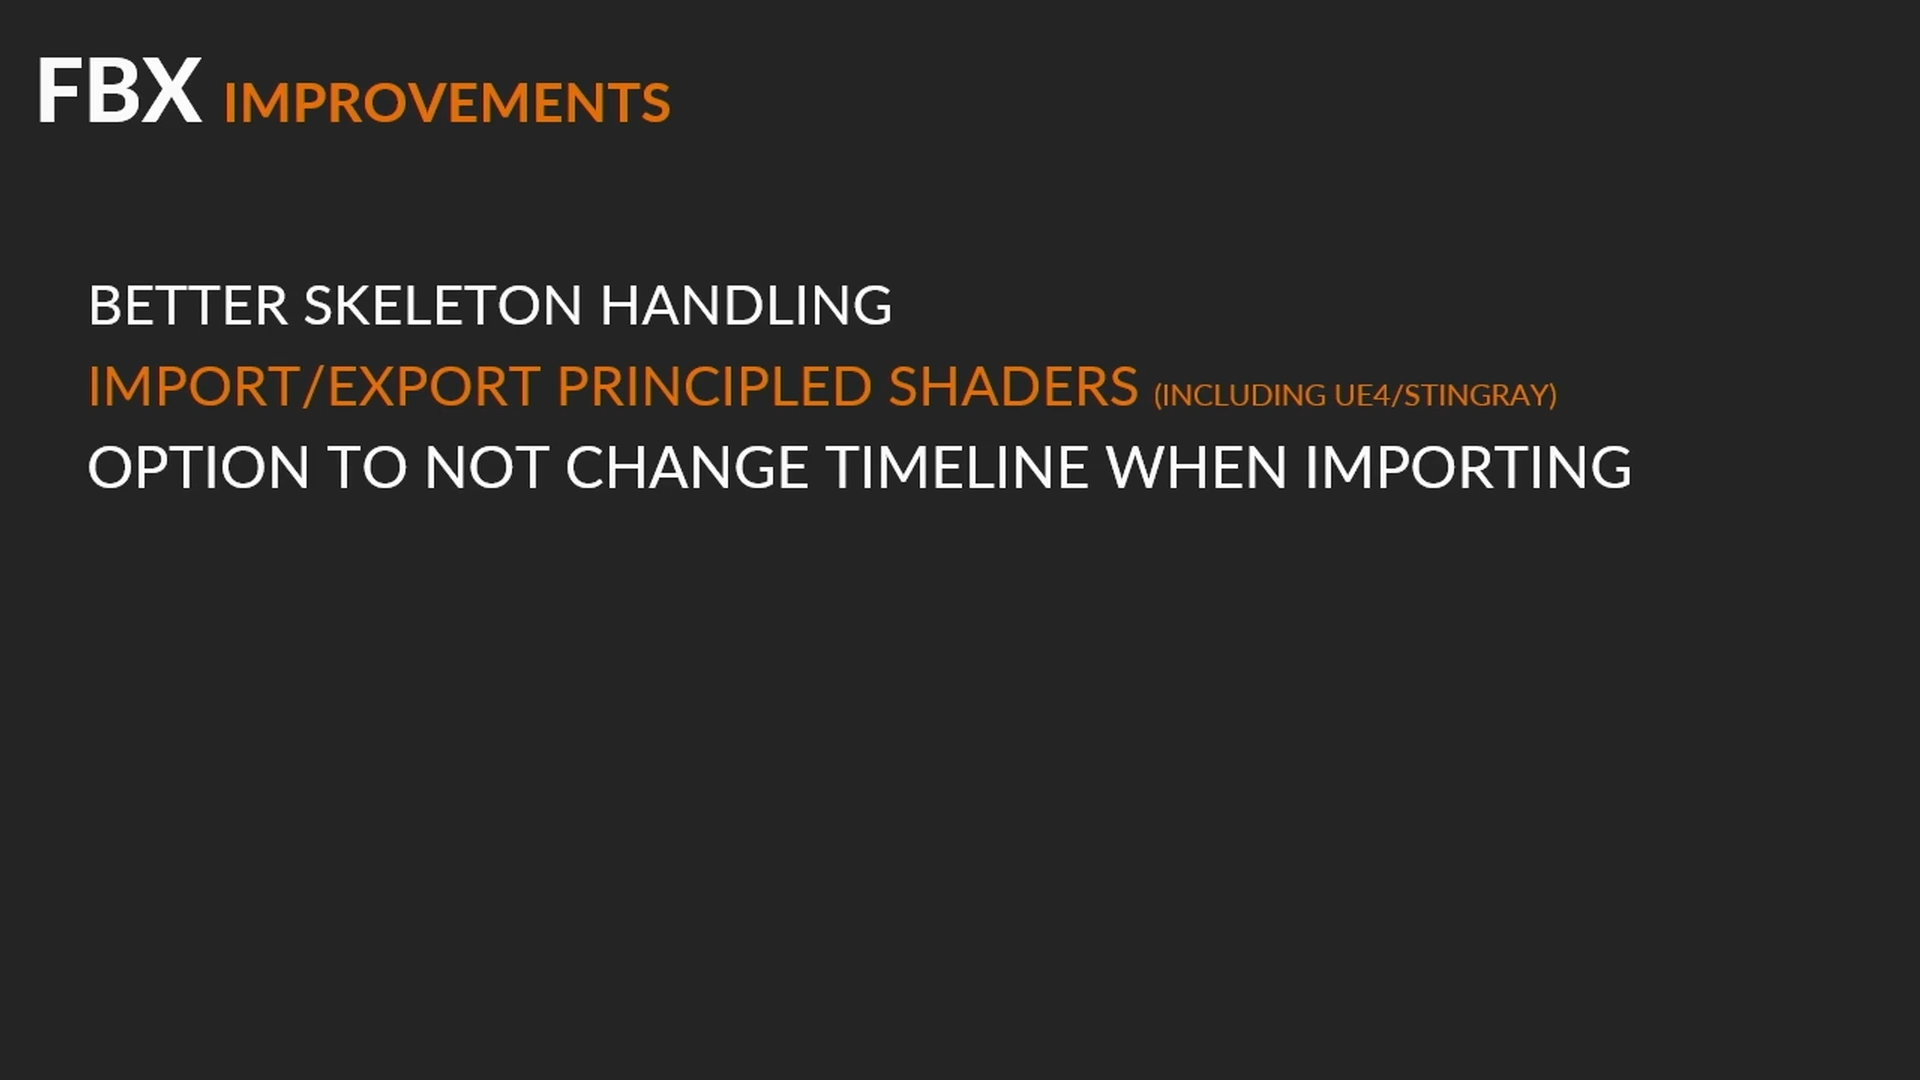 FBX IMPROVEMENTS
BETTER SKELETON HANDLING
IMPORT/EXPORT PRINCIPLED SHADERS (INCLUDING UE4/STINGRAY)
OPTION TO NOT CHANGE TIMELINE WHEN IMPORTING